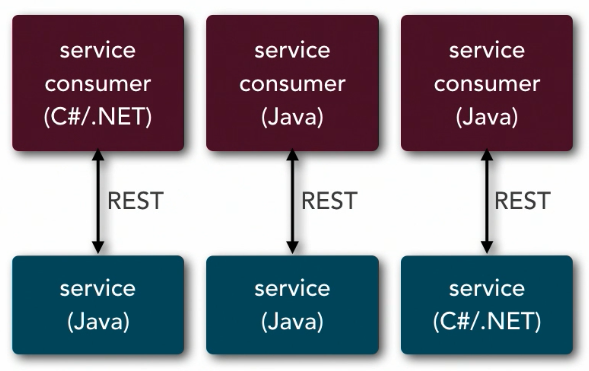 service
consumer
(C#/.NET)
service
consumer
(Java)
service
consumer
(Java)
REST
REST
REST
service
(Java)
service
(Java)
service
(C#/.NET)